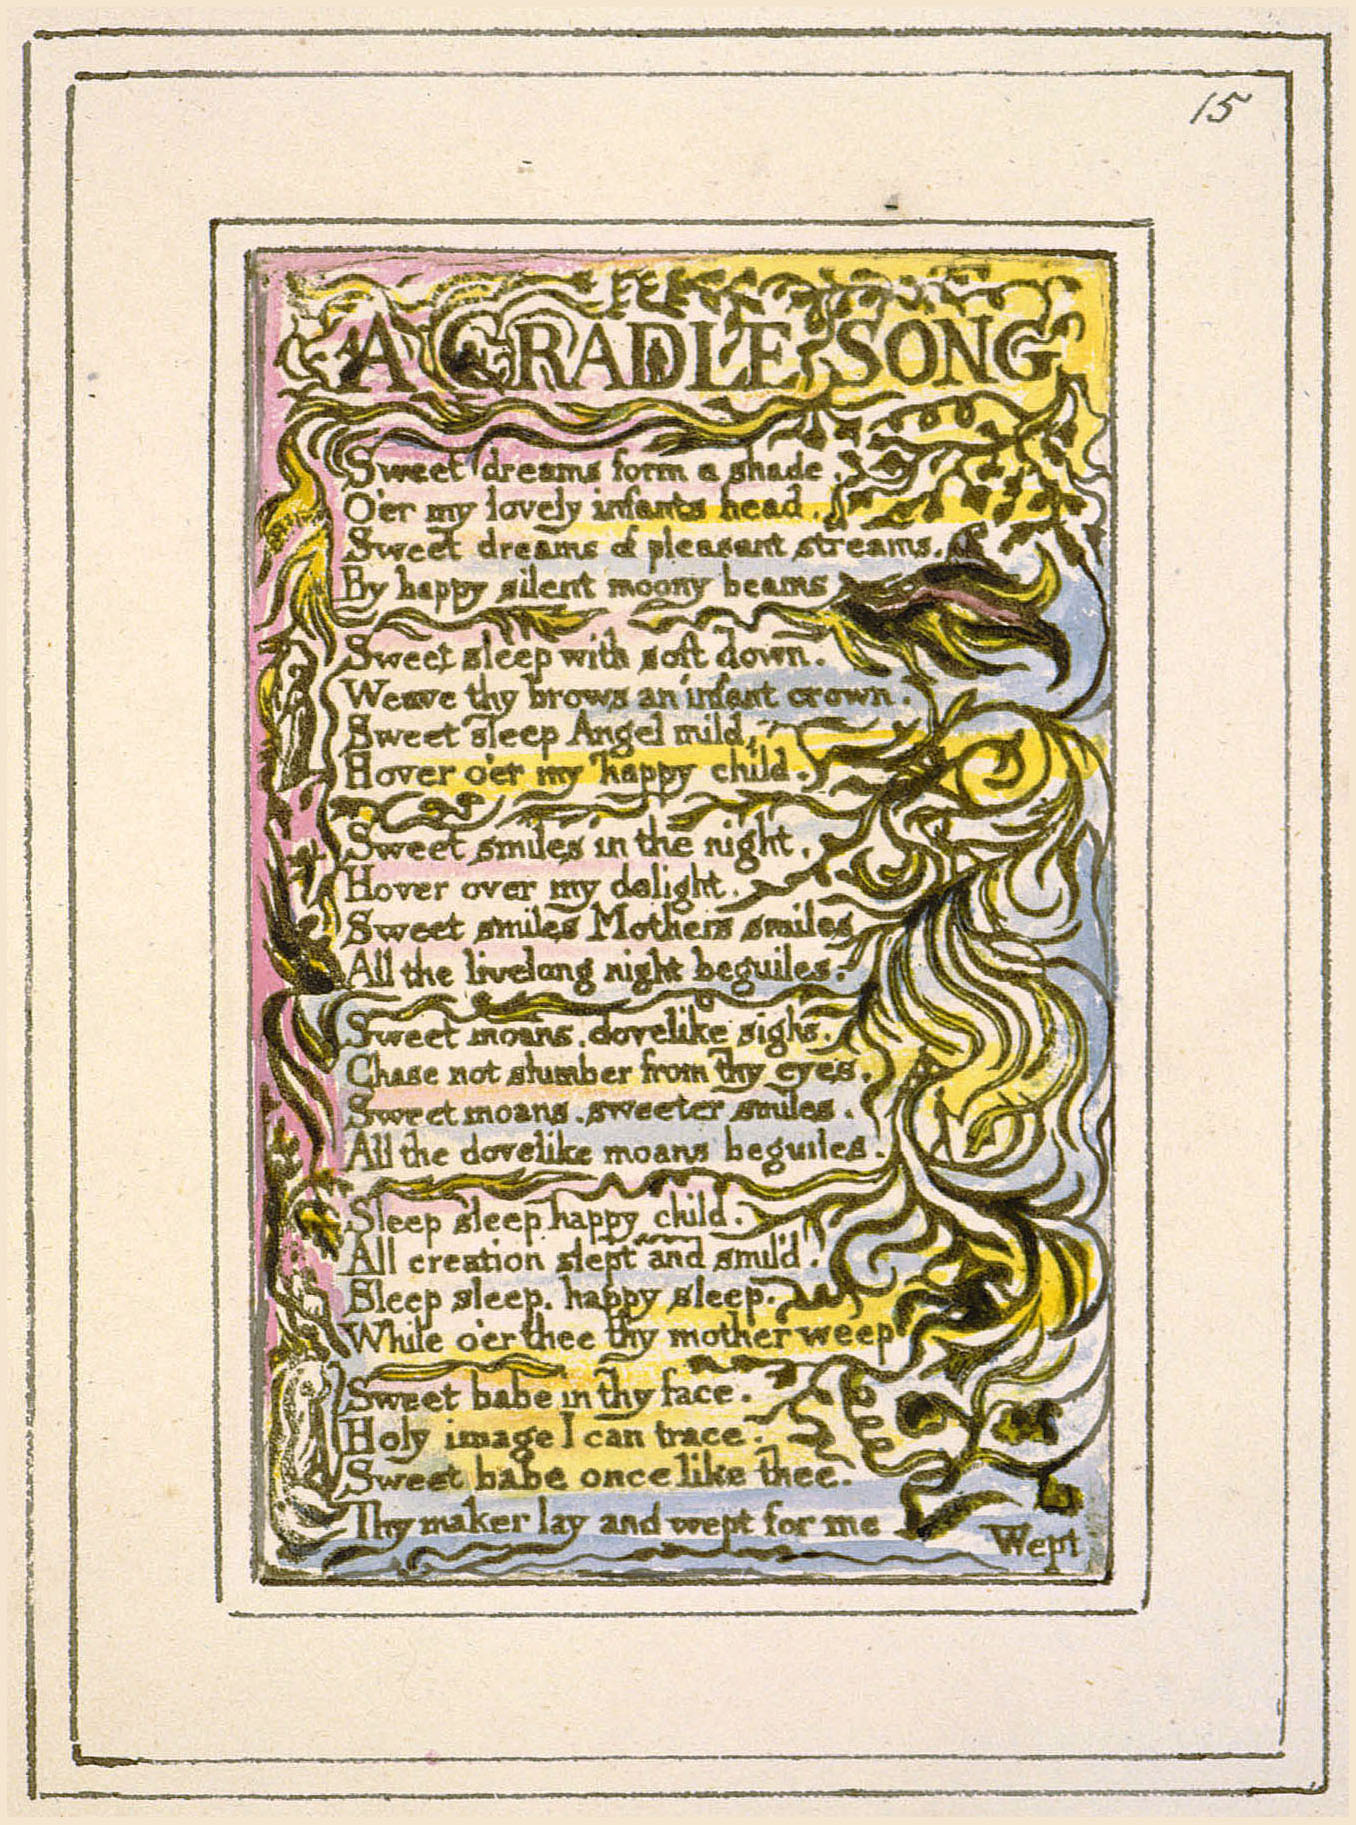 15
A CRADLE SONG
Sweet dreams form a shade.
O'er my lovely infants head.
Sweet dreams of pleasant streams.
By happy silent moony beams
Sweet sleep with soft down.
Weave thy brows an infant crown.
Sweet sleep Angel mild,
Hover o'er my happy child.
Sweet smiles in the night.
Hover over my delight.
Sweet smiles Mothers smiles
All the livelong night beguiles.
Sweet moans, dovelike sighs.
Chase not slumber from thy eyes.
Sweet moans, sweeter smiles.
All the dovelike moans beguiles.
Sleep sleep happy child.
All creation slept and smil'd.
Sleep sleep, happy sleep.
While o'er thee thy mother weep
Sweet babe in thy face.
Holy image I can trace.
Sweet babe once like thee.
Thy maker lay and wept for me
Wept